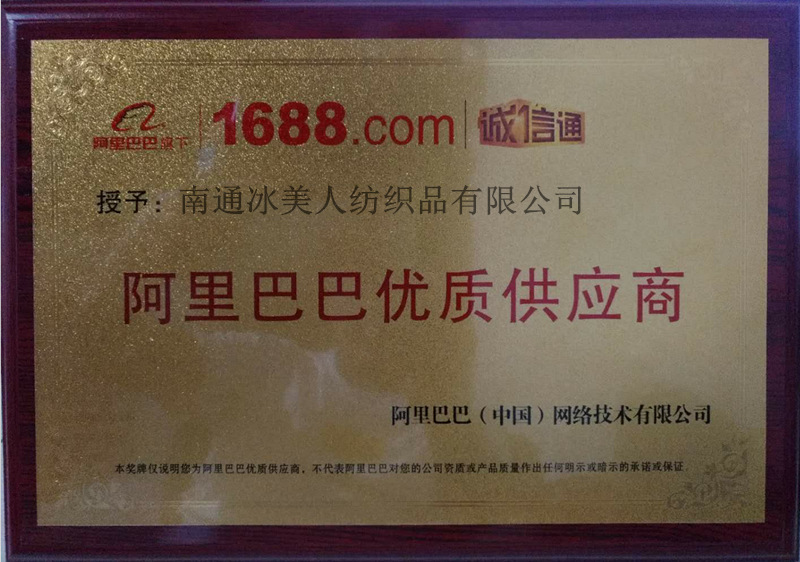 阿里巴巴旗下 1688.com 诚信通
授予：南通冰美人纺织品有限公司
阿里巴巴优质供应商
阿里巴巴（中国）网络技术有限公司
本奖牌仅说明您为阿里巴巴优质供应商，不代表阿里巴巴对您的公司资质或产品质量作出任何明示或暗示的承诺或保证。